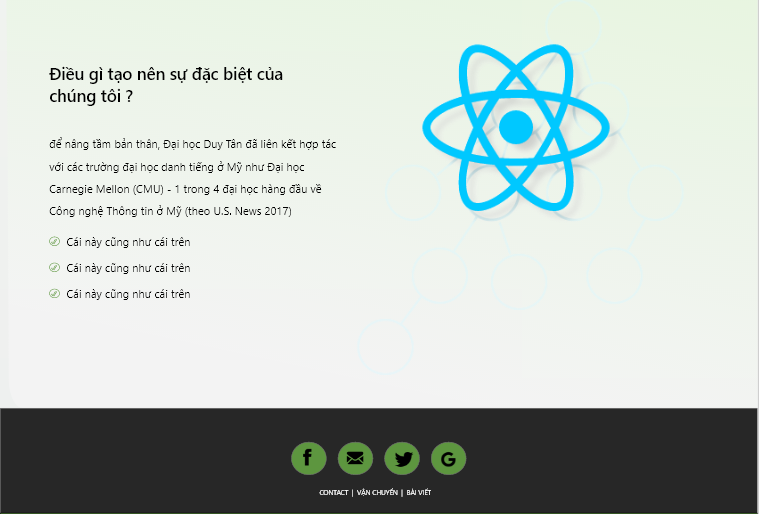 Điều gì tạo nên sự đặc biệt của
chúng tôi ?
để nâng tầm bản thân, Đại học Duy Tân đã liên kết hợp tác
với các trường đại học danh tiếng ở Mỹ như Đại học
Carnegie Mellon (CMU) - 1 trong 4 đại học hàng đầu về
Công nghệ Thông tin ở Mỹ (theo U.S. News 2017)
Cái này cũng như cái trên
Cái này cũng như cái trên
Cái này cũng như cái trên
CONTACT | VẬN CHUYỂN | BÀI VIẾT